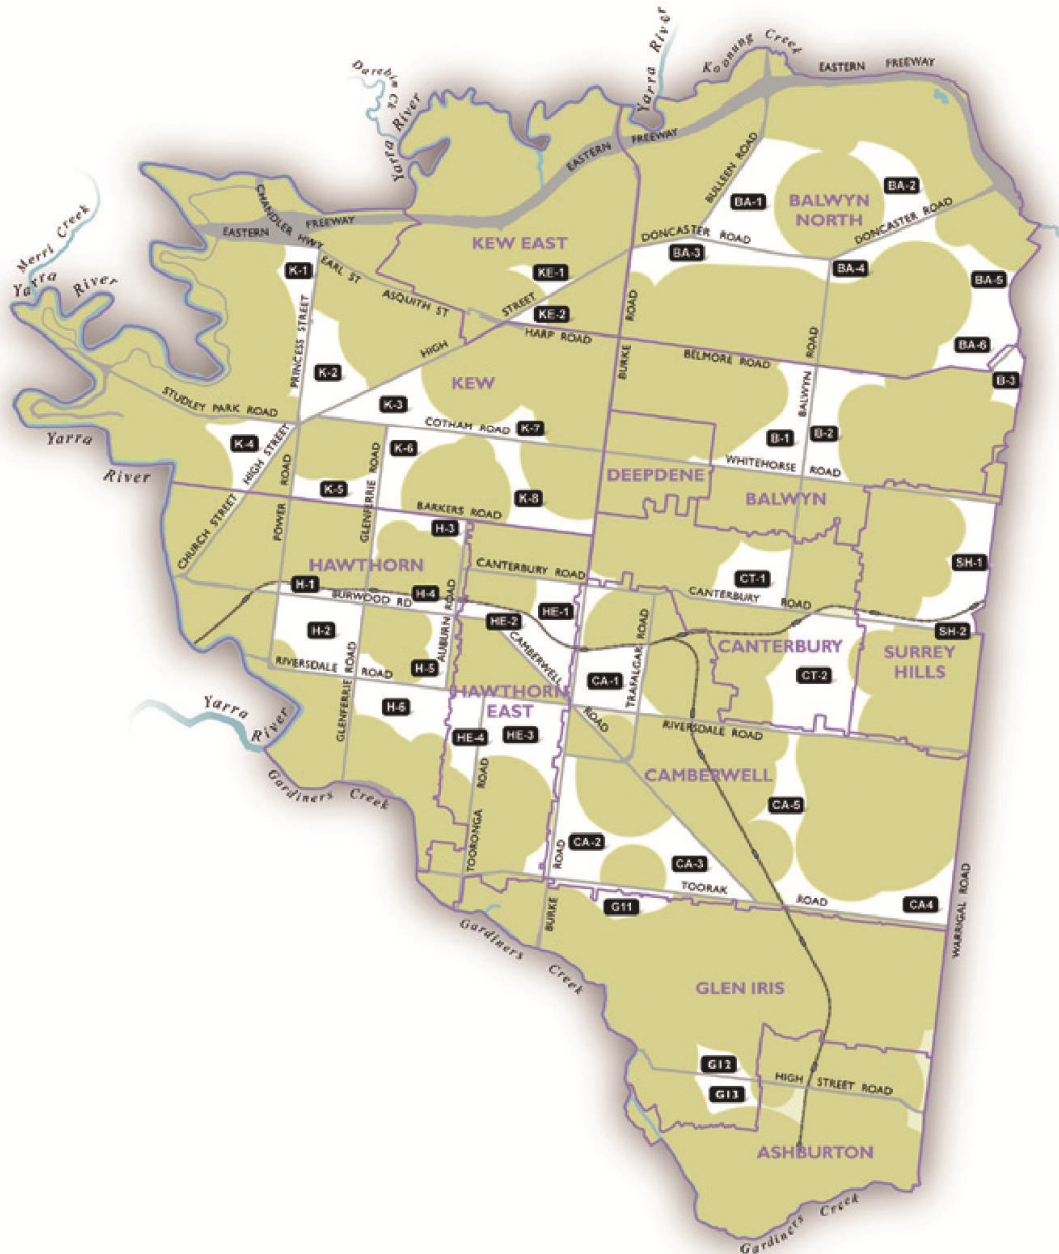 Yarra River
Koonung Creek
EASTERN FREEWAY
Darebin Ck
Yarra River
EASTERN FREEWAY
BULLEEN ROAD
BA-1
BA-2
BALWYN
NORTH
DONCASTER ROAD
DONCASTER ROAD
BA-3
BA-4
BA-5
BA-6
Merri Creek
Yarra River
CHANDLER HWY
EASTERN FREEWAY
KEW EAST
KE-1
KE-2
K-1
EARL ST
ASQUITH ST
HIGH STREET
HARP ROAD
BURKE ROAD
BELMORE ROAD
BALWYN ROAD
PRINCESS STREET
K-2
KEW
K-3
B-3
STUDLEY PARK ROAD
COTHAM ROAD
K-7
B-1
B-2
K-4
K-6
WHITEHORSE ROAD
Yarra River
CHURCH STREET HIGH STREET
POWER ROAD
GLENFERRIE ROAD
K-5
K-8
DEEPDENE
BALWYN
BARKERS ROAD
H-3
HAWTHORN
CANTERBURY ROAD
CT-1
SH-1
H-1
H-4
BURWOOD RD
HE-1
CANTERBURY ROAD
H-2
AUBURN ROAD
HE-2
CAMBERWELL ROAD
TRAFALGAR ROAD
SH-2
CANTERBURY
SURREY
HILLS
RIVERSDALE ROAD
H-5
CA-1
CT-2
HAWTHORN
EAST
H-6
GLENFERRIE ROAD
HE-4
HE-3
RIVERSDALE ROAD
Yarra River
Gardiners Creek
CAMBERWELL
CA-5
TOORONGA ROAD
CA-2
CA-3
BURKE ROAD
TOORAK ROAD
G11
CA4
WARRIGAL ROAD
Gardiners Creek
GLEN IRIS
G12
G13
HIGH STREET ROAD
ASHBURTON
Gardiners Creek